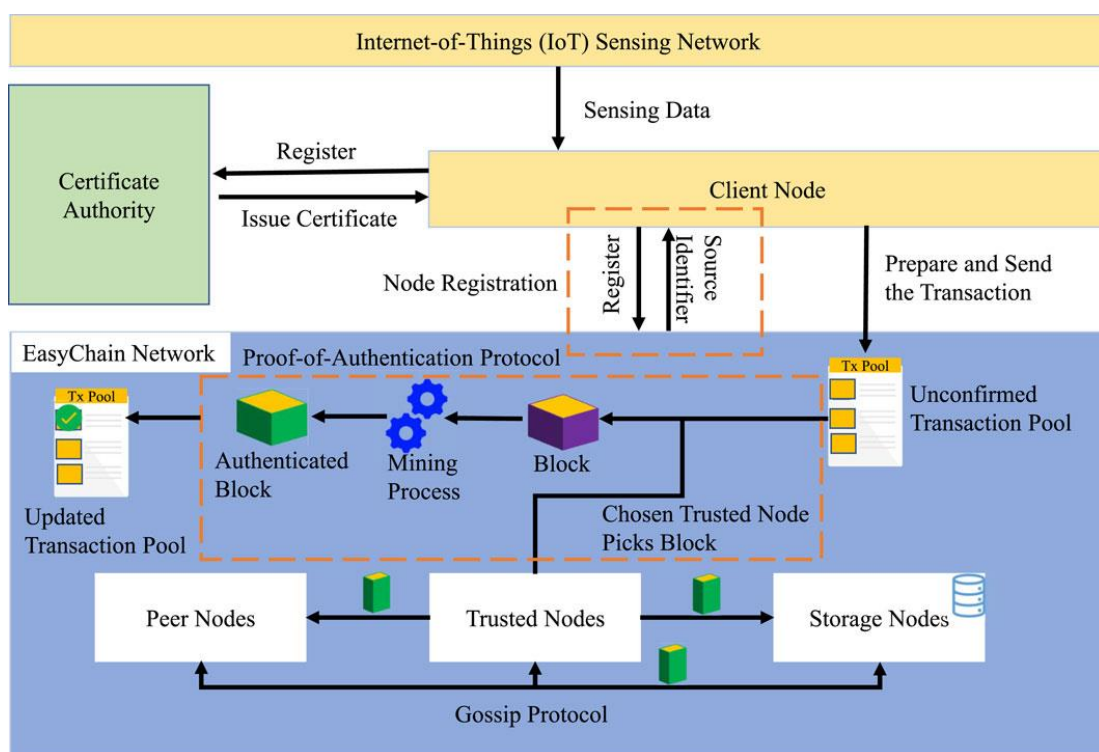 Internet-of-Things (IoT) Sensing Network
Sensing Data
Certificate
Authority
Register
Issue Certificate
Client Node
Node Registration
Register
Source
Identifier
Prepare and Send
the Transaction
EasyChain Network
Proof-of-Authentication Protocol
Tx Pool
Updated
Transaction Pool
Authenticated
Block
Mining
Process
Block
Tx Pool
Unconfirmed
Transaction Pool
Chosen Trusted Node
Picks Block
Peer Nodes
Trusted Nodes
Storage Nodes
Gossip Protocol